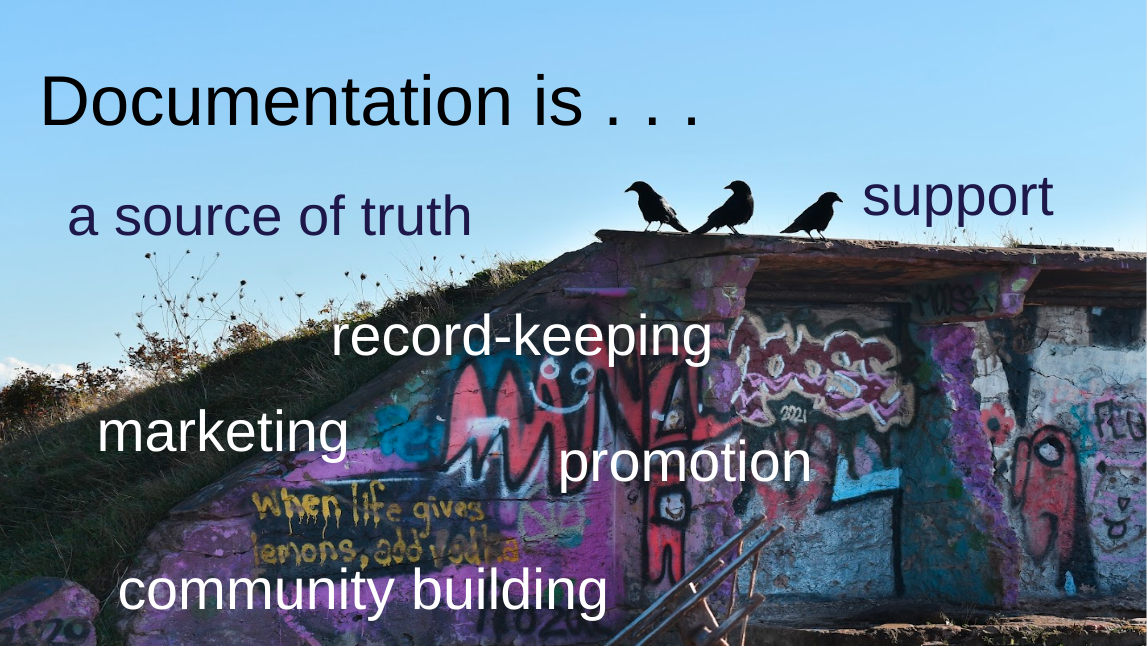 Documentation is . . .
support
a source of truth
record-keeping
MOOSE
marketing
2021
promotion
when life gives
lemons, add vodka
community building